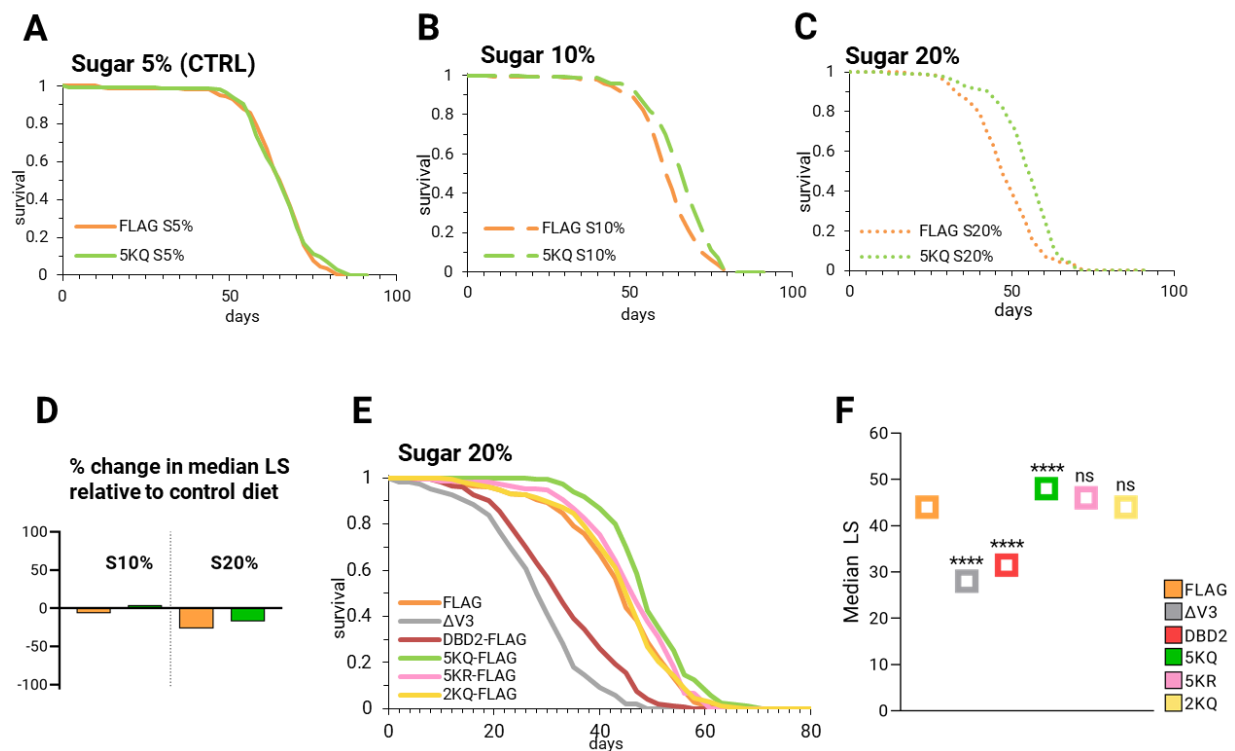 A
Sugar 5% (CTRL)
1
0.8
0.6
0.4
0.2
0
survival
FLAG S5%
5KQ S5%
0
50
100
days
B
Sugar 10%
1
0.8
0.6
0.4
0.2
0
survival
FLAG S10%
5KQ S10%
0
50
100
days
C
Sugar 20%
1
0.8
0.6
0.4
0.2
0
survival
FLAG S20%
5KQ S20%
0
50
100
days
D
% change in median LS
relative to control diet
100
50
0
-50
-100
S10%
S20%
E
Sugar 20%
1
0.8
0.6
0.4
0.2
0
survival
FLAG
ΔV3
DBD2-FLAG
5KQ-FLAG
5KR-FLAG
2KQ-FLAG
0
20
40
60
80
days
F
60
50
40
30
20
10
0
Median LS
****
****
****
ns
ns
FLAG
ΔV3
DBD2
5KQ
5KR
2KQ